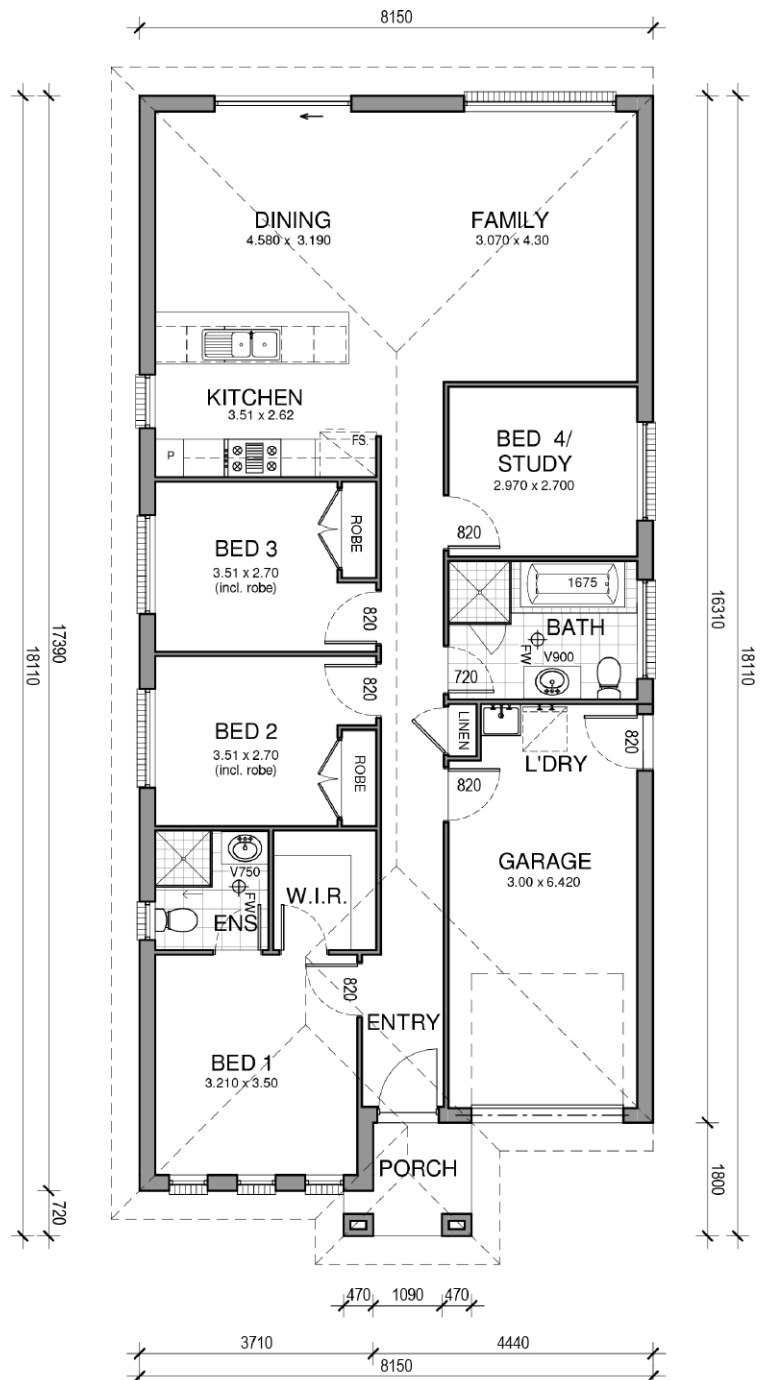 8150
DINING
4.580 x 3.190
FAMILY
3.070 x 4.30
KITCHEN
3.51 x 2.62
P
FS.
BED 4/
STUDY
2.970 x 2.700
820
ROBE
BED 3
3.51 x 2.70
(incl. robe)
820
1675
BATH
FW
V900
720
820
BED 2
3.51 x 2.70
(incl. robe)
ROBE
LINEN
820
L'DRY
820
GARAGE
3.00 x 6.420
V750
FW
ENS
W.I.R.
820
ENTRY
BED 1
3.210 x 3.50
PORCH
18110
17390
720
16310
18110
1800
470
1090
470
3710
4440
8150